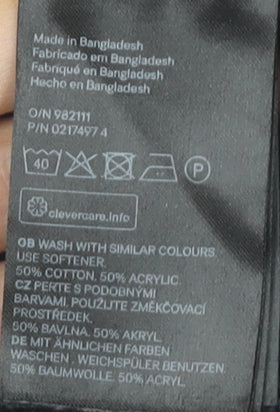 Made in Bangladesh
Fabricado em Bangladesh
Fabriqué en Bangladesh
Hecho en Bangladesh
O/N 982111
P/N 0217497 4
40 P
clevercare.info
GB WASH WITH SIMILAR COLOURS.
USE SOFTENER.
50% COTTON. 50% ACRYLIC.
CZ PERTE S PODOBNÝMI
BARVAMI. POUŽIJTE ZMĚKČOVACÍ
PROSTŘEDEK.
50% BAVLNA. 50% AKRYL.
DE MIT ÄHNLICHEN FARBEN
WASCHEN . WEICHSPÜLER BENUTZEN.
50% BAUMWOLLE. 50% ACRYL.